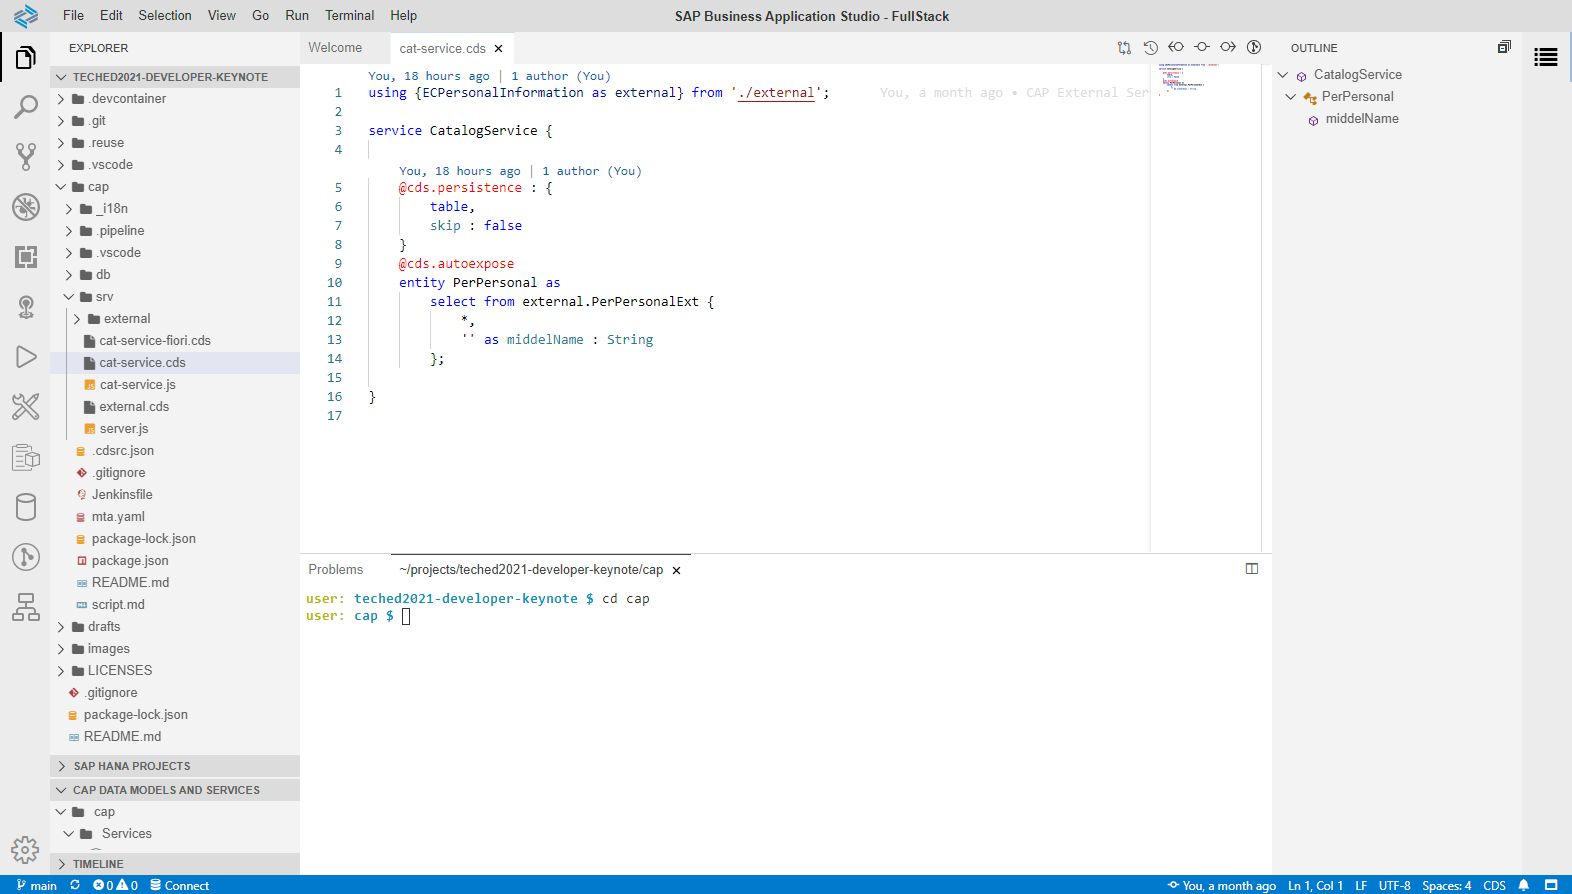 File Edit Selection View Go Run Terminal Help
SAP Business Application Studio - FullStack
EXPLORER
TECHED2021-DEVELOPER-KEYNOTE
.devcontainer
.git
.reuse
.vscode
cap
_i18n
.pipeline
.vscode
db
srv
external
cat-service-fiori.cds
cat-service.cds
cat-service.js
external.cds
server.js
.cdsrc.json
.gitignore
Jenkinsfile
mta.yaml
package-lock.json
package.json
README.md
script.md
drafts
images
LICENSES
.gitignore
package-lock.json
README.md
SAP HANA PROJECTS
CAP DATA MODELS AND SERVICES
cap
Services
TIMELINE
Welcome
cat-service.cds
You, 18 hours ago | 1 author (You)
1 using {ECPersonalInformation as external} from './external'; You, a month ago • CAP External Ser
2
3 service CatalogService {
4
You, 18 hours ago | 1 author (You)
5 @cds.persistence : {
6 table,
7 skip : false
8 }
9 @cds.autoexpose
10 entity PerPersonal as
11 select from external.PerPersonalExt {
12 *,
13 '' as middelName : String
14 };
15
16 }
17
Problems
~/projects/teched2021-developer-keynote/cap
user: teched2021-developer-keynote $ cd cap
user: cap $
OUTLINE
CatalogService
PerPersonal
middelName
main 0 0 Connect
You, a month ago Ln 1, Col 1 LF UTF-8 Spaces: 4 CDS